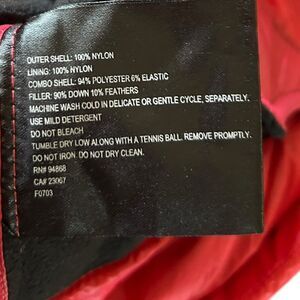 OUTER SHELL: 100% NYLON
LINING: 100% NYLON
COMBO SHELL: 94% POLYESTER 6% ELASTIC
FILLER: 90% DOWN 10% FEATHERS
MACHINE WASH COLD IN DELICATE OR GENTLE CYCLE, SEPARATELY.
USE MILD DETERGENT
DO NOT BLEACH
TUMBLE DRY LOW ALONG WITH A TENNIS BALL. REMOVE PROMPTLY.
DO NOT IRON. DO NOT DRY CLEAN.
RN# 94868
CA# 23067
F0703